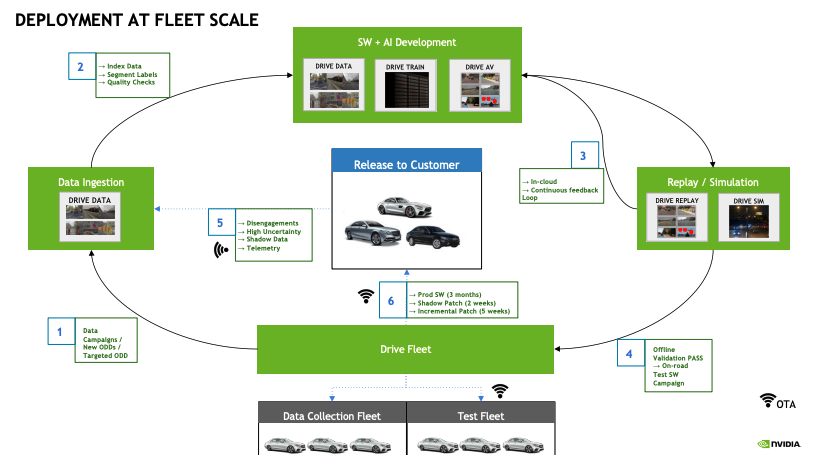 DEPLOYMENT AT FLEET SCALE
SW + AI Development
DRIVE DATA
DRIVE TRAIN
DRIVE AV
2
→ Index Data
→ Segment Labels
→ Quality Checks
Data Ingestion
DRIVE DATA
Release to Customer
3
→ In-cloud
→ Continuous feedback
Loop
Replay / Simulation
DRIVE REPLAY
DRIVE SIM
5
→ Disengagements
→ High Uncertainty
→ Shadow Data
→ Telemetry
6
→ Prod SW (3 months)
→ Shadow Patch (2 weeks)
→ Incremental Patch (5 weeks)
1
Data
Campaigns /
New ODDs /
Targeted ODD
Drive Fleet
4
Offline
Validation PASS
→ On-road
Test SW
Campaign
Data Collection Fleet
Test Fleet
OTA
NVIDIA.